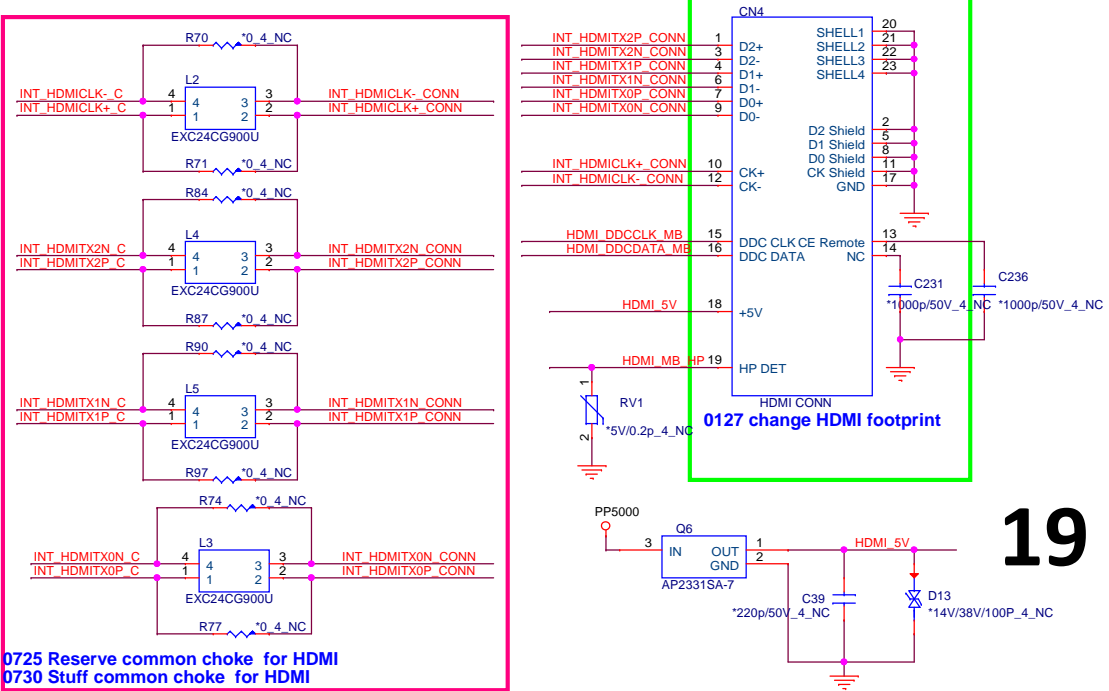 R70 *0_4_NC
L2
INT_HDMICLK-_C 4 4 3 3 INT_HDMICLK-_CONN
INT_HDMICLK+_C 1 1 2 2 INT_HDMICLK+_CONN
EXC24CG900U
R71 *0_4_NC
R84 *0_4_NC
L4
INT_HDMITX2N_C 4 4 3 3 INT_HDMITX2N_CONN
INT_HDMITX2P_C 1 1 2 2 INT_HDMITX2P_CONN
EXC24CG900U
R87 *0_4_NC
R90 *0_4_NC
L5
INT_HDMITX1N_C 4 4 3 3 INT_HDMITX1N_CONN
INT_HDMITX1P_C 1 1 2 2 INT_HDMITX1P_CONN
EXC24CG900U
R97 *0_4_NC
R74 *0_4_NC
L3
INT_HDMITX0N_C 4 4 3 3 INT_HDMITX0N_CONN
INT_HDMITX0P_C 1 1 2 2 INT_HDMITX0P_CONN
EXC24CG900U
R77 *0_4_NC
0725 Reserve common choke for HDMI
0730 Stuff common choke for HDMI
CN4
INT_HDMITX2P_CONN 1 D2+
INT_HDMITX2N_CONN 3 D2-
INT_HDMITX1P_CONN 4 D1+
INT_HDMITX1N_CONN 6 D1-
INT_HDMITX0P_CONN 7 D0+
INT_HDMITX0N_CONN 9 D0-
INT_HDMICLK+_CONN 10 CK+
INT_HDMICLK-_CONN 12 CK-
HDMI_DDCCLK_MB 15 DDC CLK
HDMI_DDCDATA_MB 16 DDC DATA
HDMI_5V 18 +5V
HDMI_MB_HP 19 HP DET
SHELL1 20
SHELL2 21
SHELL3 22
SHELL4 23
D2 Shield 2
D1 Shield 5
D0 Shield 8
CK Shield 11
GND 17
CE Remote 13
NC 14
HDMI CONN
C231
*1000p/50V_4_NC
C236
*1000p/50V_4_NC
1
RV1
*5V/0.2p_4_NC
2
0127 change HDMI footprint
PP5000
Q6
3 IN OUT 1 HDMI_5V
GND 2
AP2331SA-7
C39
*220p/50V_4_NC
D13
*14V/38V/100P_4_NC
19